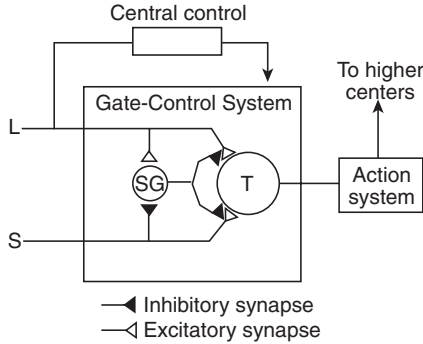 Central control
To higher
centers
Gate-Control System
L
SG
T
Action
system
S
Inhibitory synapse
Excitatory synapse